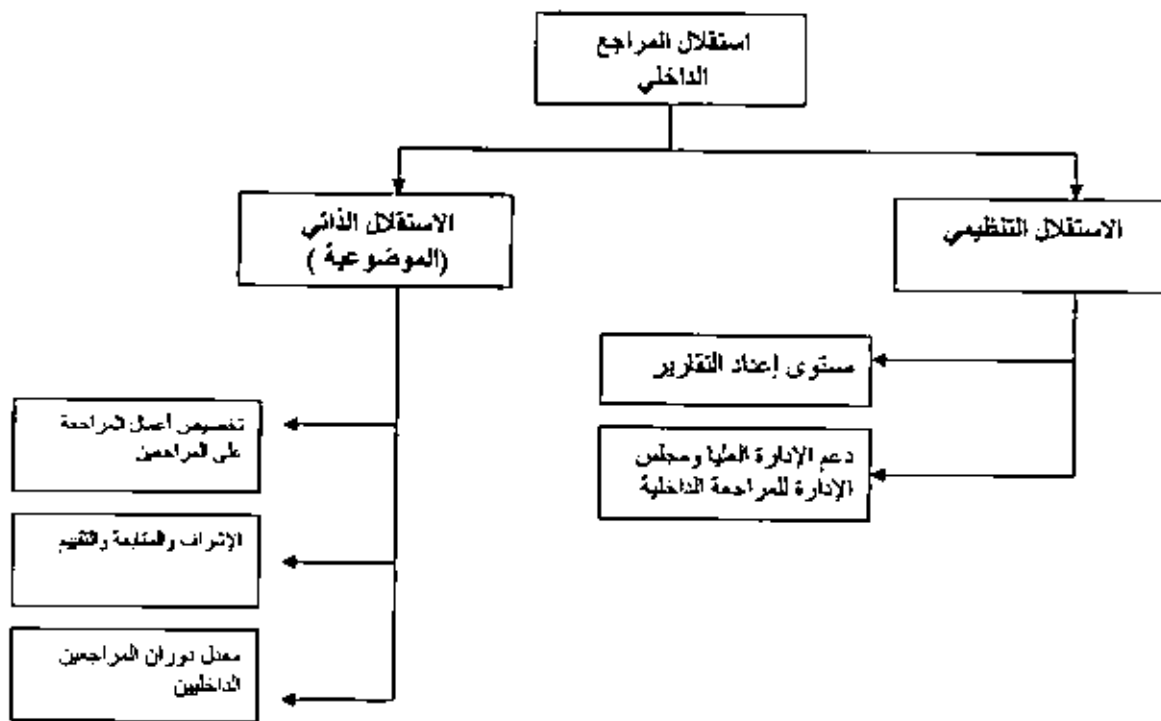 استقلال المراجع
الداخلي
الاستقلال التنظيمي
الاستقلال الذاتي
(الموضوعية )
مستوى إعداد التقارير
دعم الإدارة العليا ومجلس
الإدارة للمراجعة الداخلية
تخصيص أعمال المراجعة
على المراجعين
الإشراف والمتابعة والتقييم
معدل دوران المراجعين
الداخليين